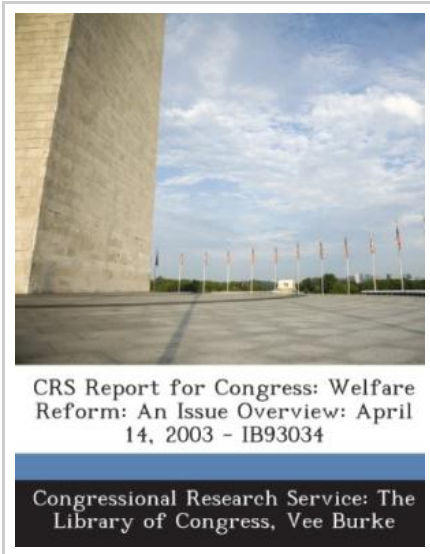 CRS Report for Congress: Welfare
Reform: An Issue Overview: April
14, 2003 - IB93034
Congressional Research Service: The
Library of Congress, Vee Burke